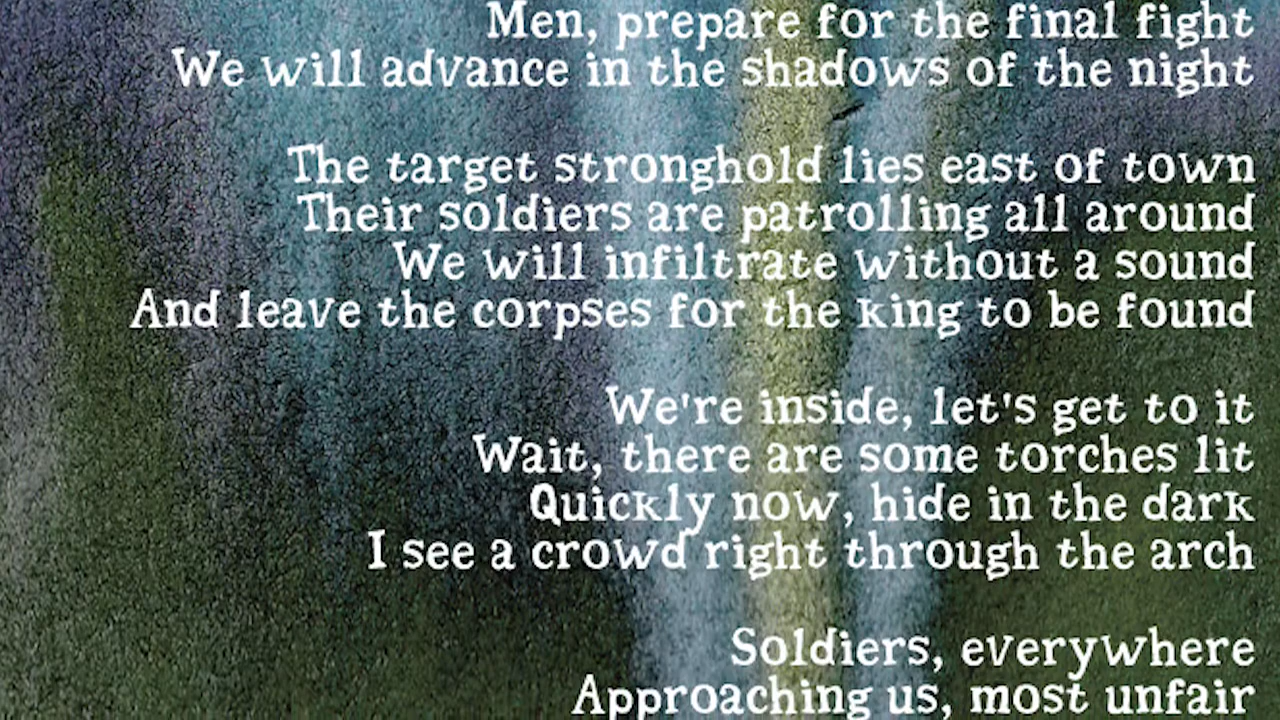 Men, prepare for the final fight
We will advance in the shadows of the night
The target stronghold lies east of town
Their soldiers are patrolling all around
We will infiltrate without a sound
And leave the corpses for the king to be found
We're inside, let's get to it
Wait, there are some torches lit
Quickly now, hide in the dark
I see a crowd right through the arch
Soldiers, everywhere
Approaching us, most unfair